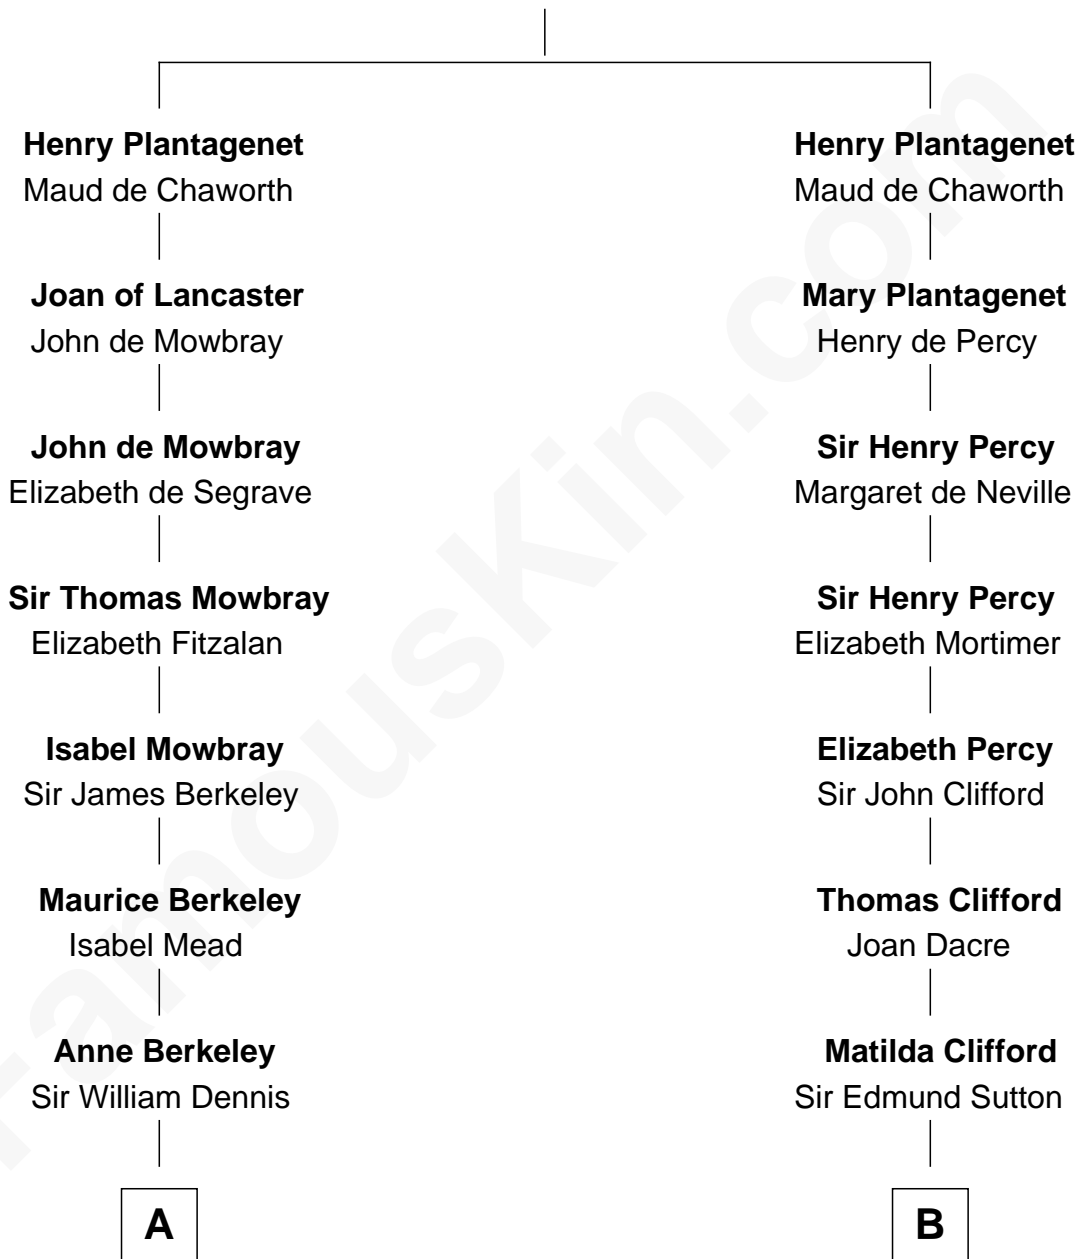 Henry Plantagenet
Maud de Chaworth
Joan of Lancaster
John de Mowbray
John de Mowbray
Elizabeth de Segrave
Sir Thomas Mowbray
Elizabeth Fitzalan
Isabel Mowbray
Sir James Berkeley
Maurice Berkeley
Isabel Mead
Anne Berkeley
Sir William Dennis
A
Henry Plantagenet
Maud de Chaworth
Mary Plantagenet
Henry de Percy
Sir Henry Percy
Margaret de Neville
Sir Henry Percy
Elizabeth Mortimer
Elizabeth Percy
Sir John Clifford
Thomas Clifford
Joan Dacre
Matilda Clifford
Sir Edmund Sutton
B
FamousKin.com